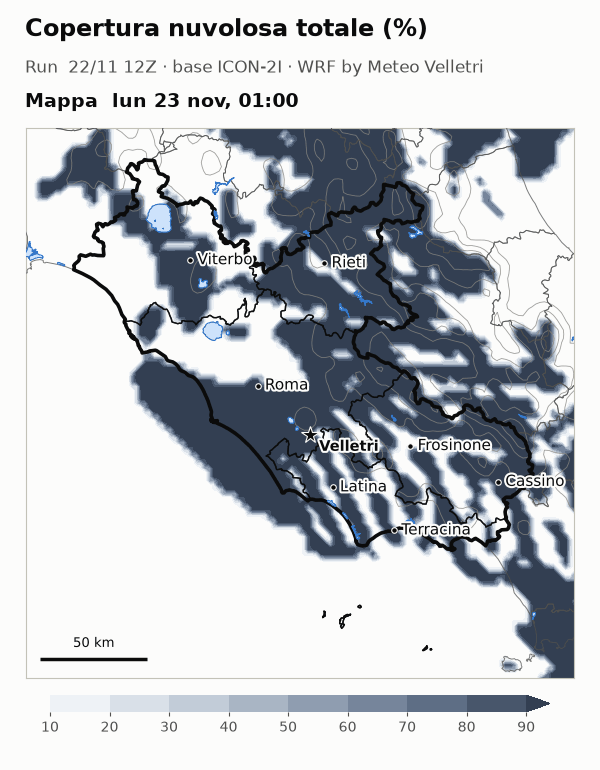 Copertura nuvolosa totale (%)
Run  22/11 12Z · base ICON-2I · WRF by Meteo Velletri
Mappa  lun 23 nov, 01:00
Viterbo
Rieti
Roma
Velletri
Frosinone
Latina
Cassino
Terracina
50 km
10 20 30 40 50 60 70 80 90